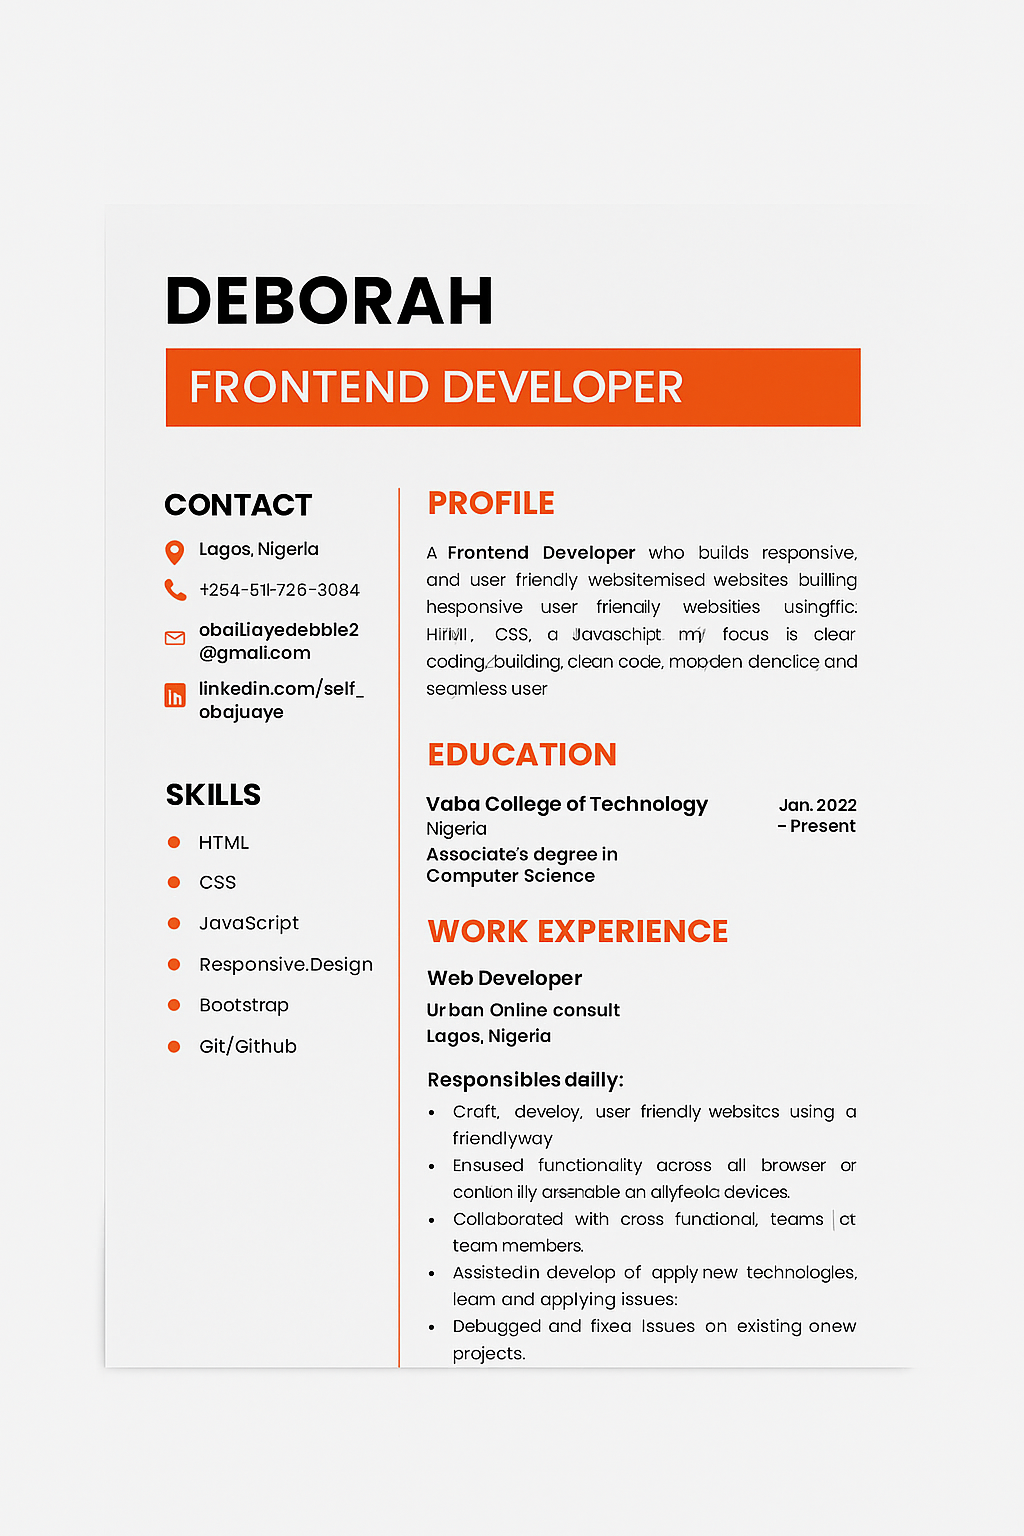 DEBORAH
FRONTEND DEVELOPER
CONTACT
Lagos, Nigerla
+254-511-726-3084
obaiLiayedebble2
@gmali.com
linkedin.com/self_
obajuaye
SKILLS
HTML
CSS
JavaScript
Responsive.Design
Bootstrap
Git/Github
PROFILE
A Frontend Developer who builds responsive,
and user friendly websitemised websites builling
hesponsive user frienaily websities usingffic.
CSS, a Javaschipt my focus is clear
coding/building, clean code, mopden denclice and
seamless user
EDUCATION
Vaba College of Technology
Nigeria
Jan. 2022
– Present
Associate's degree in
Computer Science
WORK EXPERIENCE
Web Developer
Urban Online consult
Lagos, Nigeria
Responsibles dailly:
• Craft, develoy, user friendly websitcs using a
friendlyway
• Ensused functionality across all browser or
contion illy arsenable an allyfeola devices.
• Collaborated with cross functional, teams | ct
team members.
• Assistedin develop of apply new technologles,
leam and applying issues:
• Debugged and fixea Issues on existing onew
projects.